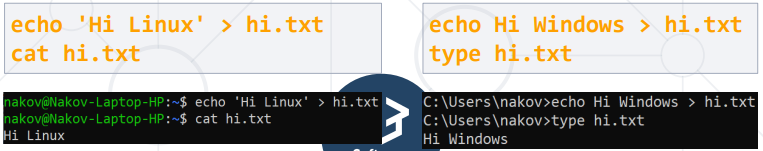 echo 'Hi Linux' > hi.txt
cat hi.txt
nakov@Nakov-Laptop-HP:~$ echo 'Hi Linux' > hi.txt
nakov@Nakov-Laptop-HP:~$ cat hi.txt
Hi Linux
echo Hi Windows > hi.txt
type hi.txt
C:\Users\nakov>echo Hi Windows > hi.txt
C:\Users\nakov>type hi.txt
Hi Windows